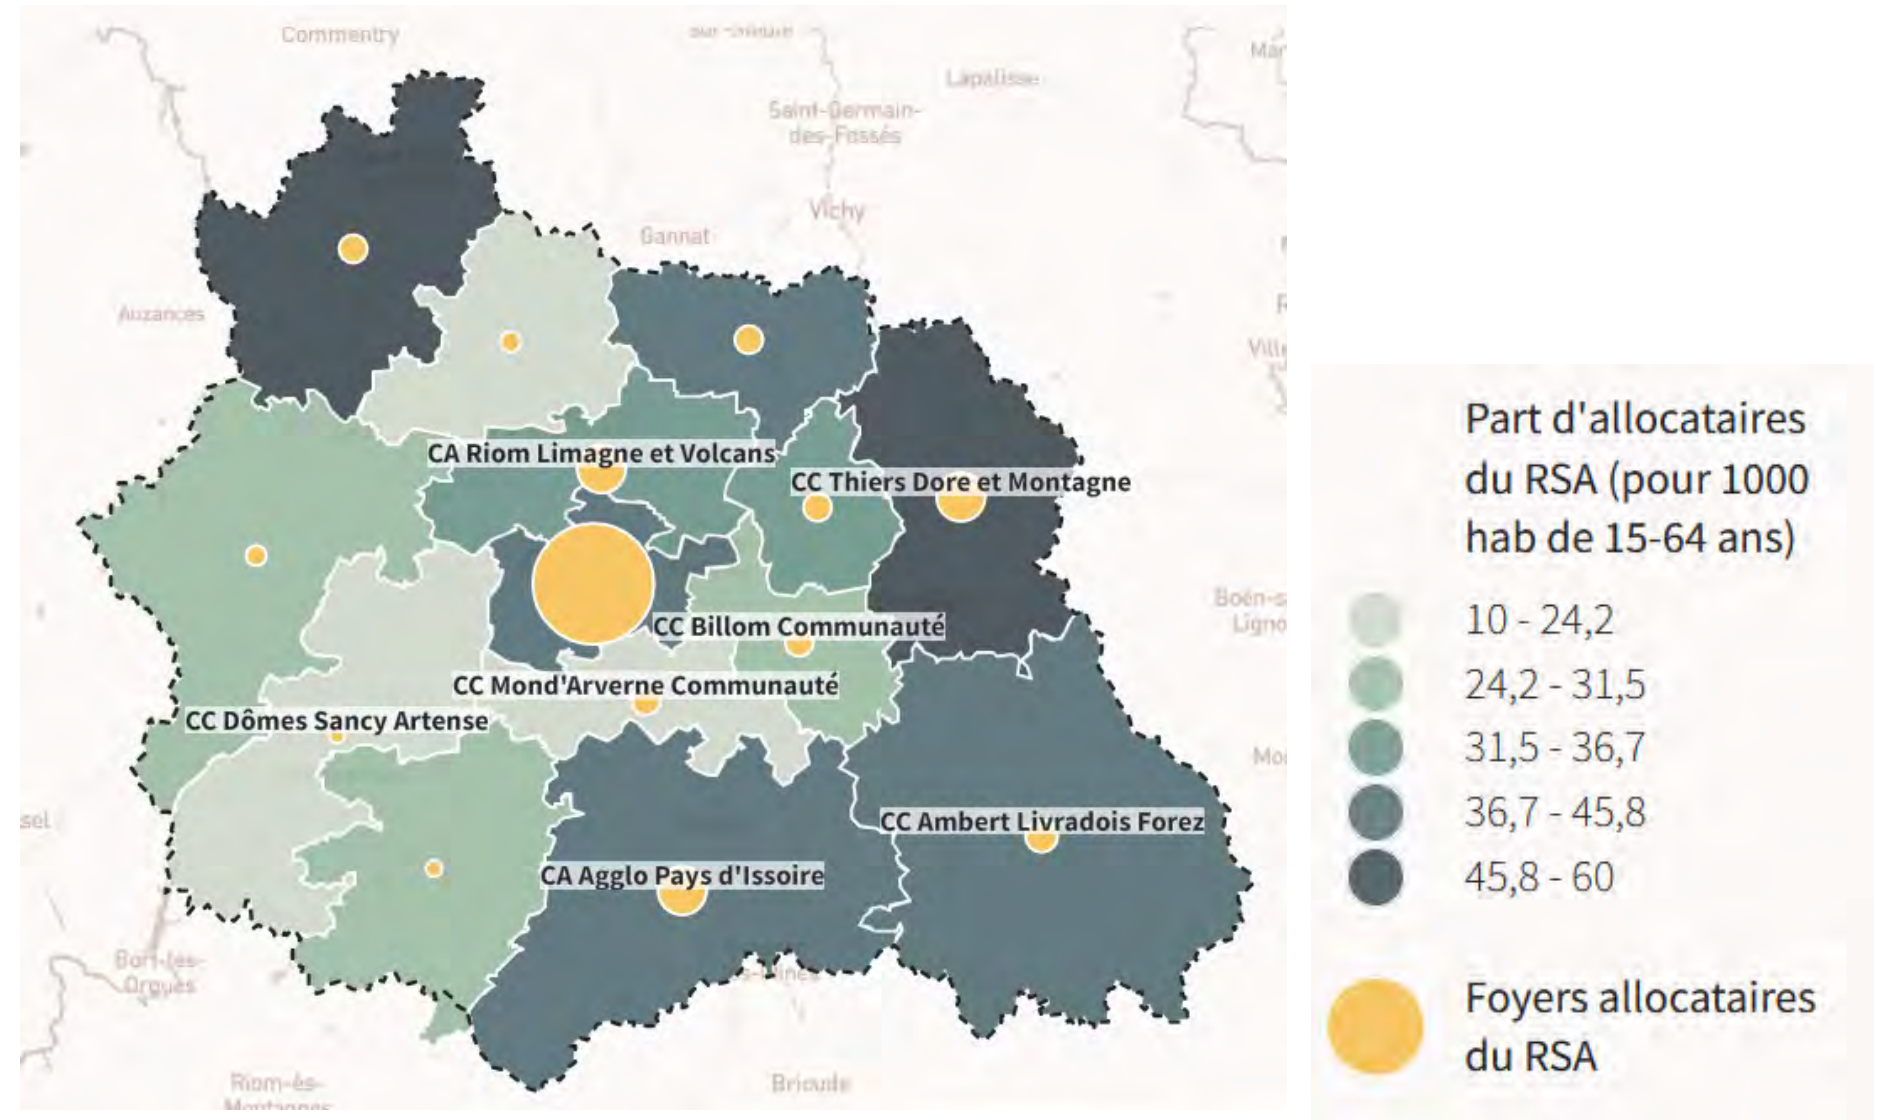 Commentry
Lapalisse
Saint-Germain-
des-Fossés
Vichy
Gannat
Auzances
CA Riom Limagne et Volcans
CC Thiers Dore et Montagne
CC Billom Communauté
CC Mond'Arverne Communauté
CC Dômes Sancy Artense
CC Ambert Livradois Forez
CA Agglo Pays d'Issoire
Bort-les-
Orgues
Riom-ès-
Montagnes
Brioude
Part d'allocataires
du RSA (pour 1000
hab de 15-64 ans)
10 - 24,2
24,2 - 31,5
31,5 - 36,7
36,7 - 45,8
45,8 - 60
Foyers allocataires
du RSA